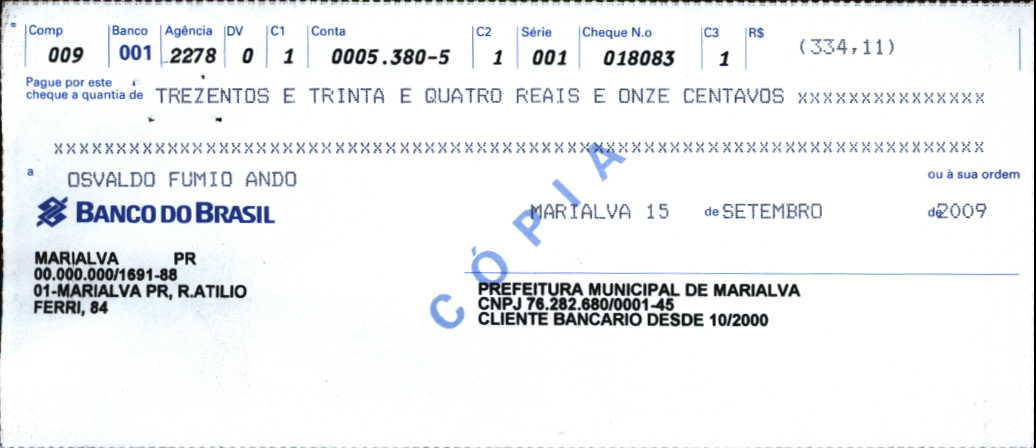 Comp Banco Agência DV C1 Conta C2 Série Cheque N.o C3 R$
009 001 2278 0 1 0005.380-5 1 001 018083 1 (334,11)
Pague por este
cheque a quantia de TREZENTOS E TRINTA E QUATRO REAIS E ONZE CENTAVOS XXXXXXXXXXXXXXX
XXXXXXXXXXXXXXXXXXXXXXXXXXXXXXXXXXXXXXXXXXXXXXXXXXXXXXXXXXXXXXXXXXXXXXXXX
a OSVALDO FUMIO ANDO ou à sua ordem
BANCO DO BRASIL MARIALVA 15 de SETEMBRO de 2009
CÓPIA
MARIALVA PR
00.000.000/1691-88
01-MARIALVA PR, R.ATILIO
FERRI, 84
PREFEITURA MUNICIPAL DE MARIALVA
CNPJ 76.282.680/0001-45
CLIENTE BANCARIO DESDE 10/2000